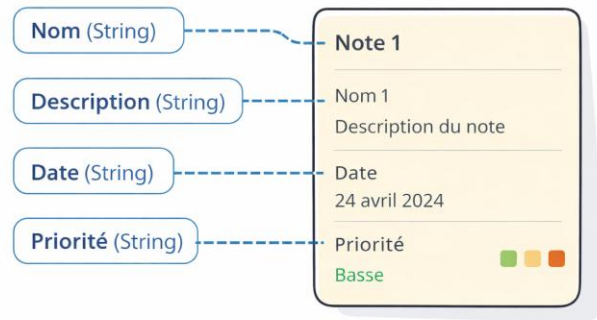 Nom (String)
Note 1
Description (String)
Nom 1
Description du note
Date (String)
Date
24 avril 2024
Priorité (String)
Priorité
Basse